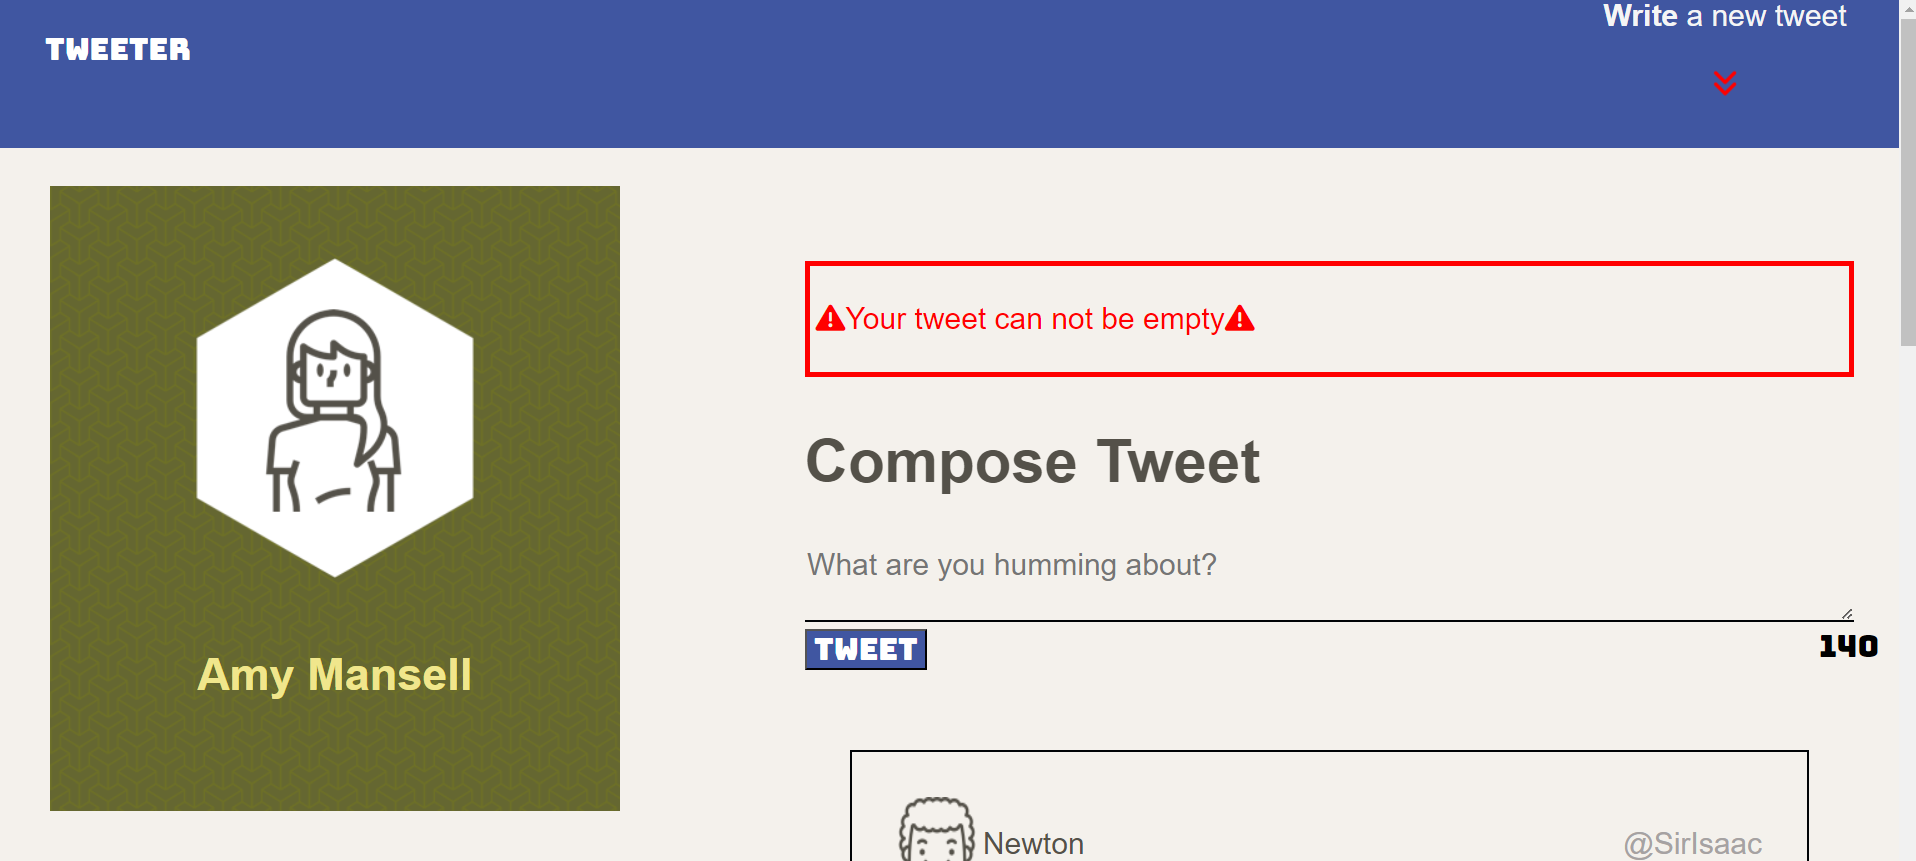 TWEETER
Write a new tweet
Your tweet can not be empty
Compose Tweet
What are you humming about?
TWEET
140
Amy Mansell
Newton
@SirIsaac